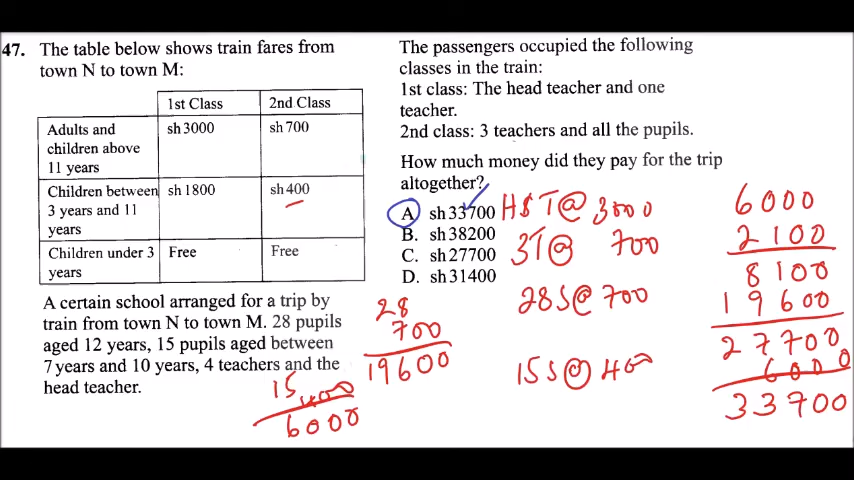 47. The table below shows train fares from
town N to town M:
1st Class 2nd Class
Adults and children above 11 years sh 3000 sh 700
Children between 3 years and 11 years sh 1800 sh 400
Children under 3 years Free Free
A certain school arranged for a trip by
train from town N to town M. 28 pupils
aged 12 years, 15 pupils aged between
7 years and 10 years, 4 teachers and the
head teacher.
15
400
6000
28
700
19600
The passengers occupied the following
classes in the train:
1st class: The head teacher and one
teacher.
2nd class: 3 teachers and all the pupils.
How much money did they pay for the trip
altogether?
A sh 33700
B. sh 38200
C. sh 27700
D. sh 31400
H$ T@ 3000
3T@ 700
28S@ 700
15S@ 400
6000
2100
8100
19600
27700
6000
33700